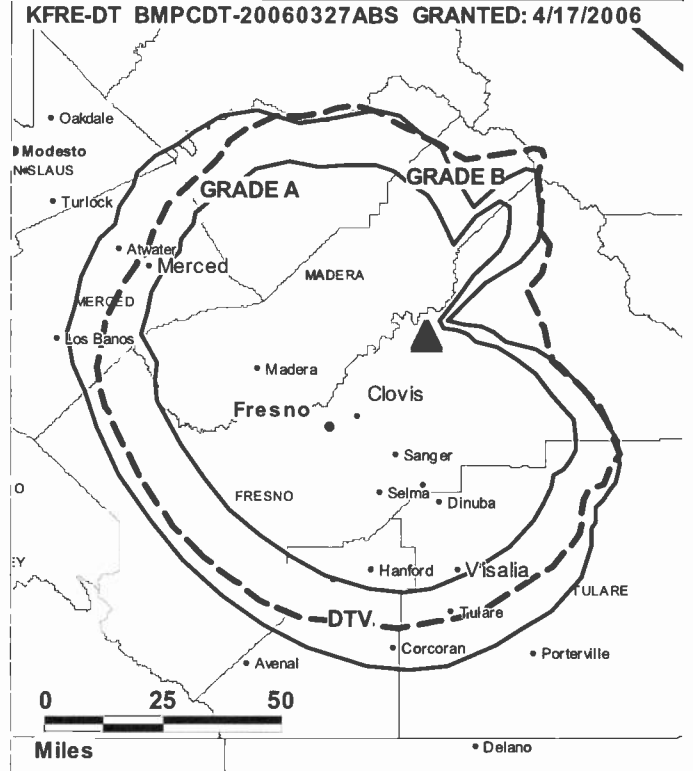 KFRE-DT BMPCDT-20060327ABS GRANTED: 4/17/2006
Oakdale
Modesto
Turlock
GRADE A
GRADE B
Atwater
Merced
MADERA
MERCED
Los Banos
Madera
Clovis
Fresno
Sanger
FRESNO
Selma
Dinuba
Hanford
Visalia
TULARE
Tulare
DTV
Corcoran
Porterville
Avenal
0 25 50
Miles
Delano